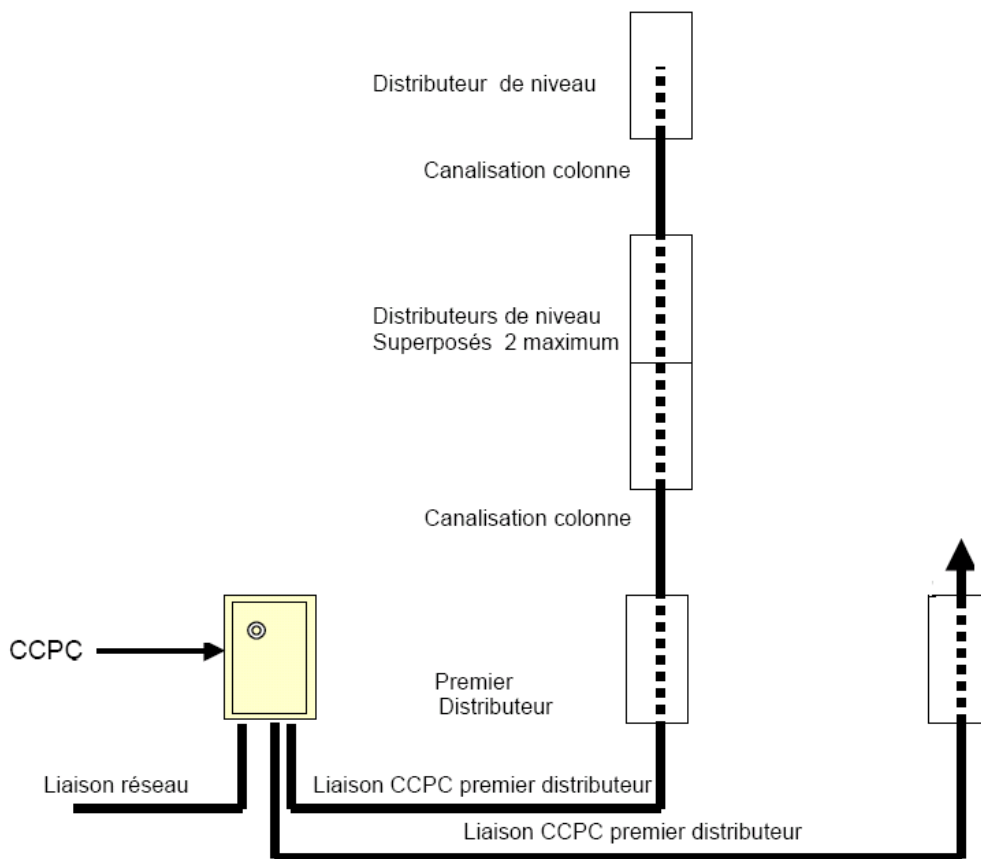 Distributeur de niveau
Canalisation colonne
Distributeurs de niveau
Superposés 2 maximum
Canalisation colonne
CCPC
Premier
Distributeur
Liaison réseau
Liaison CCPC premier distributeur
Liaison CCPC premier distributeur